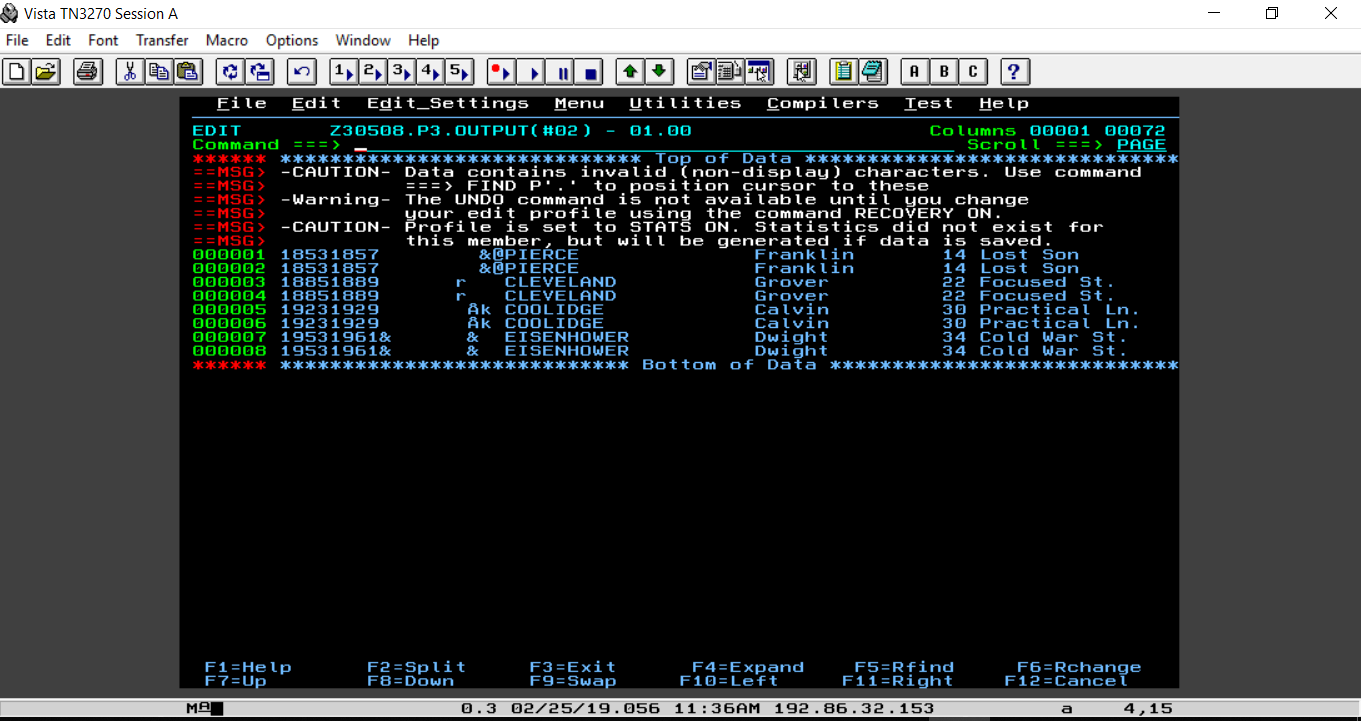 Vista TN3270 Session A
File Edit Font Transfer Macro Options Window Help
1 2 3 4 5 A B C ?
File Edit Edit_Settings Menu Utilities Compilers Test Help
EDIT Z30508.P3.OUTPUT(#02) - 01.00 Columns 00001 00072
Command ===> Scroll ===> PAGE
****** ***************************** Top of Data ******************************
==MSG> -CAUTION- Data contains invalid (non-display) characters. Use command
==MSG> ===> FIND P'.' to position cursor to these
==MSG> -Warning- The UNDO command is not available until you change
==MSG> your edit profile using the command RECOVERY ON.
==MSG> -CAUTION- Profile is set to STATS ON. Statistics did not exist for
==MSG> this member, but will be generated if data is saved.
000001 18531857 &@PIERCE Franklin 14 Lost Son
000002 18531857 &@PIERCE Franklin 14 Lost Son
000003 18851889 r CLEVELAND Grover 22 Focused St.
000004 18851889 r CLEVELAND Grover 22 Focused St.
000005 19231929 Åk COOLIDGE Calvin 30 Practical Ln.
000006 19231929 Åk COOLIDGE Calvin 30 Practical Ln.
000007 19531961& & EISENHOWER Dwight 34 Cold War St.
000008 19531961& & EISENHOWER Dwight 34 Cold War St.
****** **************************** Bottom of Data ****************************
F1=Help F2=Split F3=Exit F4=Expand F5=Rfind F6=Rchange
F7=Up F8=Down F9=Swap F10=Left F11=Right F12=Cancel
MA 0.3 02/25/19.056 11:36AM 192.86.32.153 a 4,15